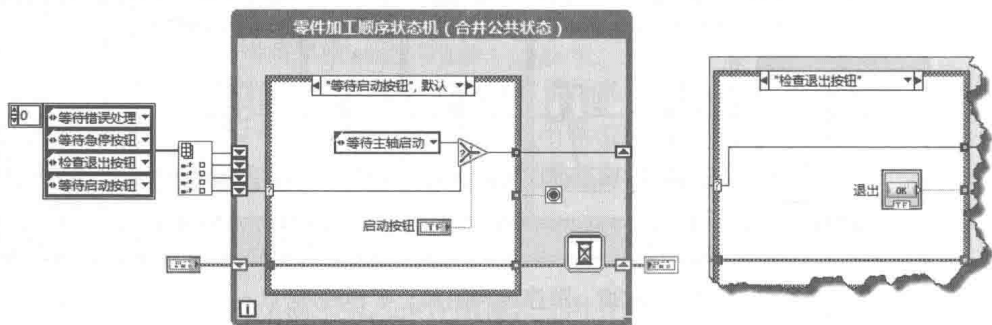 零件加工顺序状态机（合并公共状态）
"等待启动按钮", 默认
"检查退出按钮"
0
等待错误处理
等待急停按钮
检查退出按钮
等待启动按钮
等待主轴启动
?
启动按钮 TF
?
退出 OK
TF
i